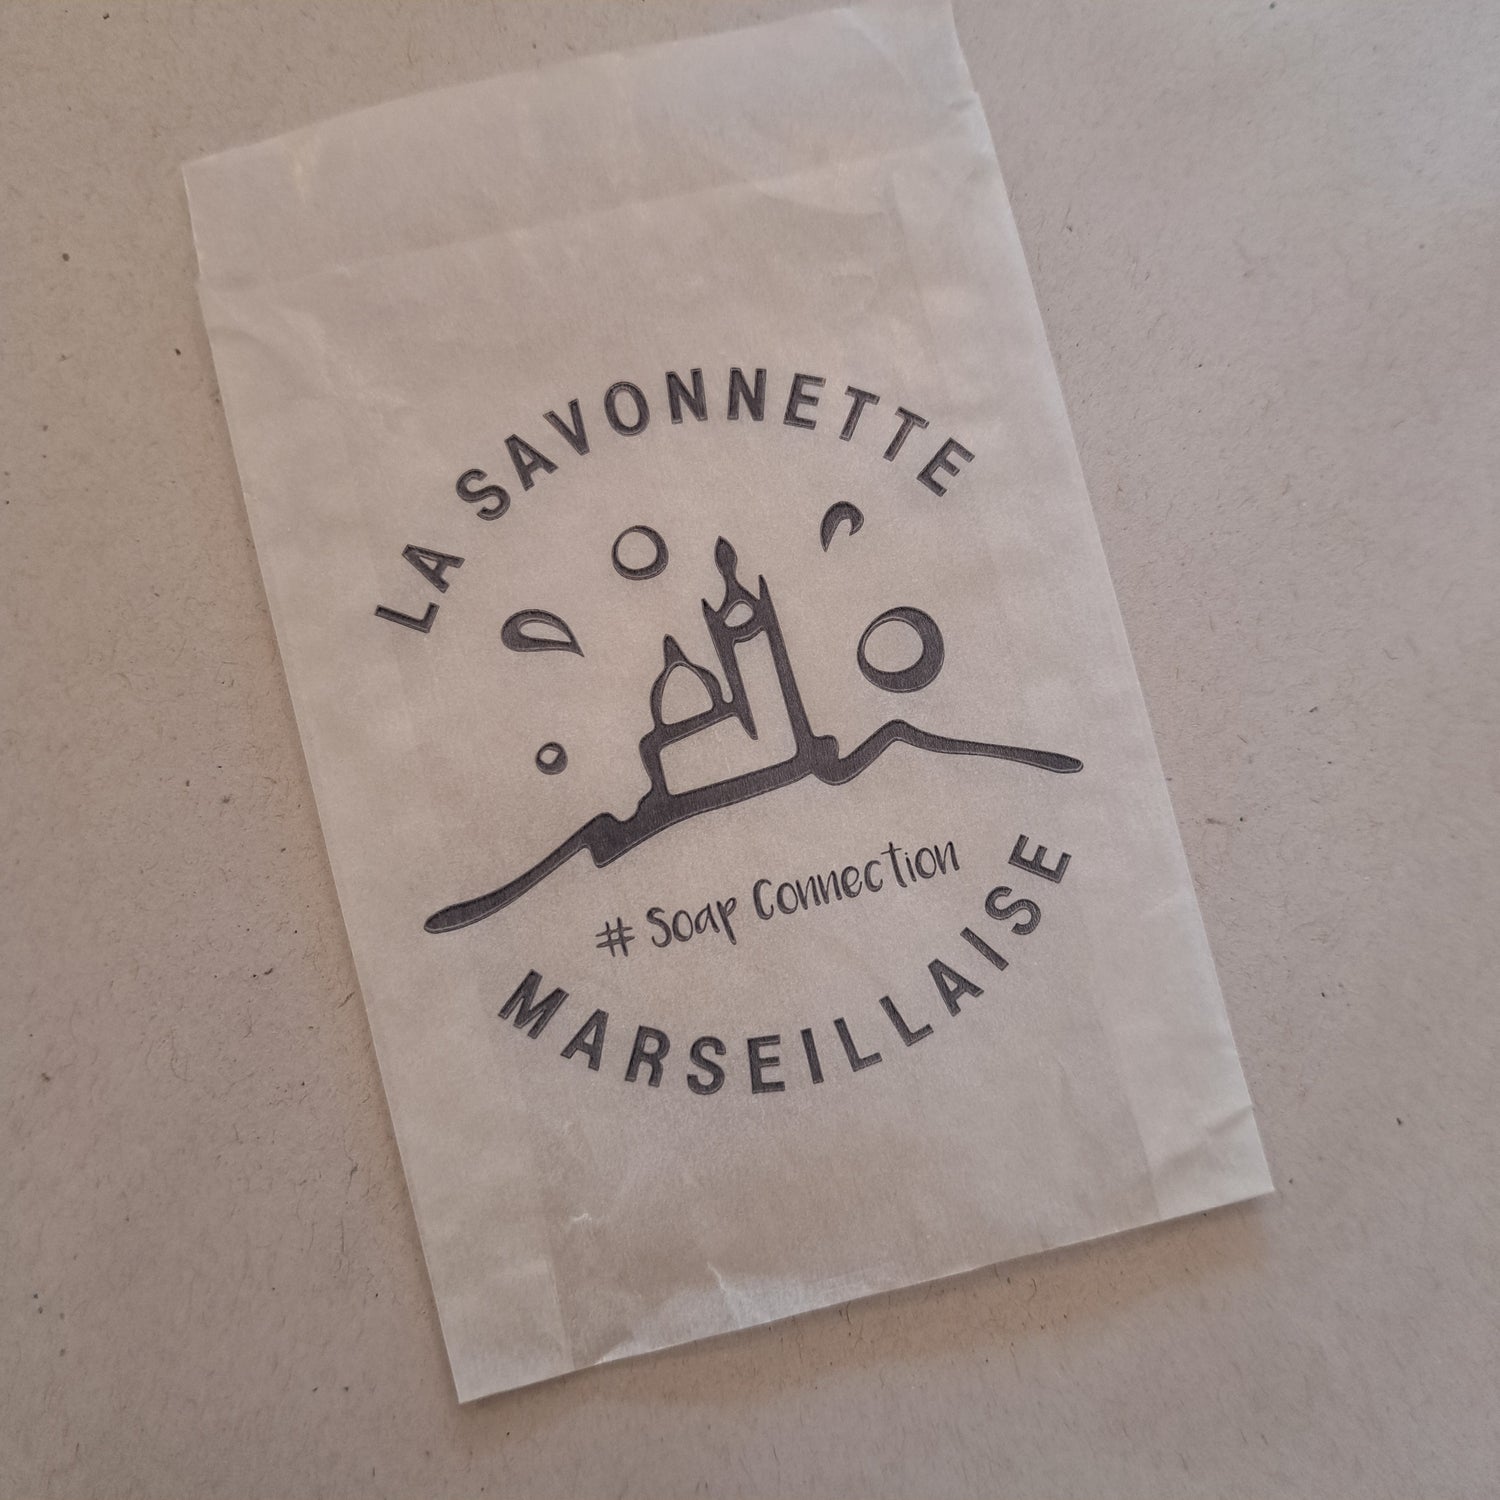 LA SAVONNETTE
# Soap Connection
MARSEILLAISE